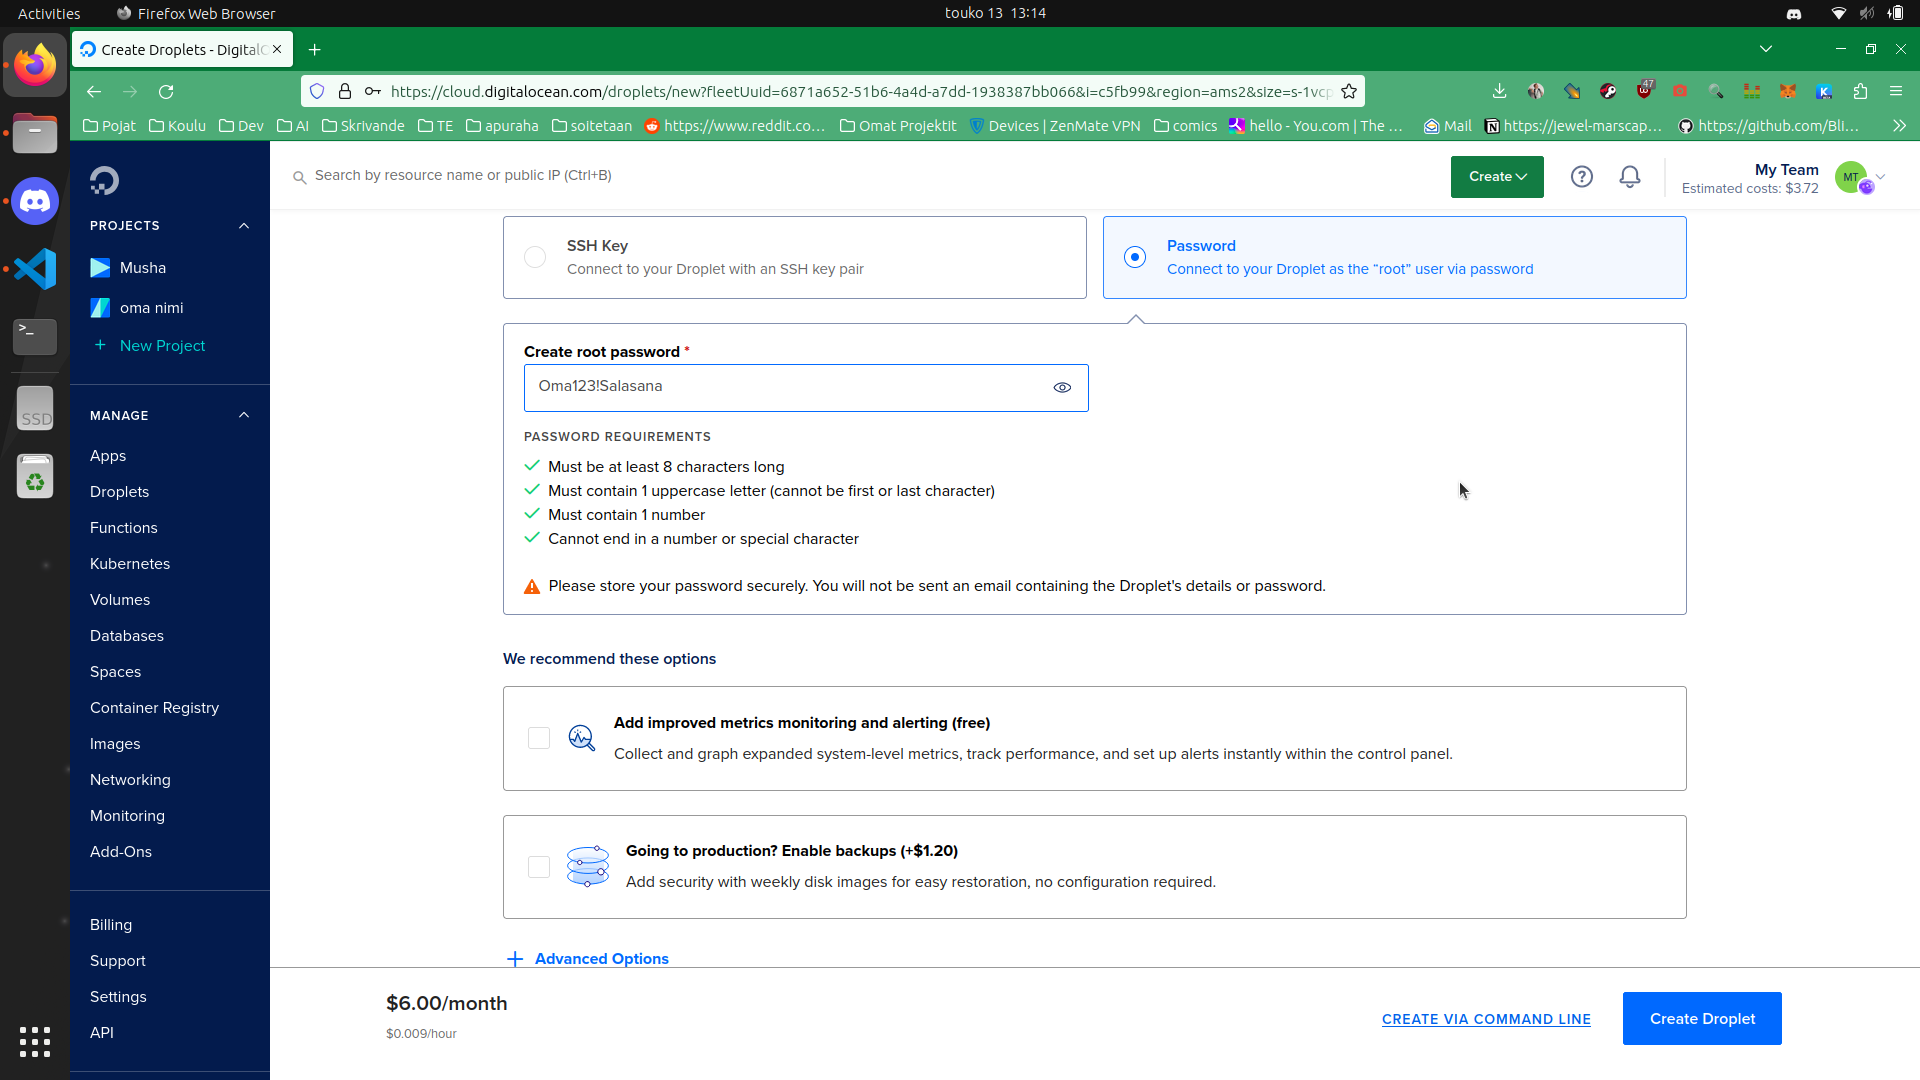 Activities
Firefox Web Browser
touko 13 13:14
Create Droplets - DigitalO
https://cloud.digitalocean.com/droplets/new?fleetUuid=6871a652-51b6-4a4d-a7dd-1938387bb066&i=c5fb99&region=ams2&size=s-1vcp
47
Pojat
Koulu
Dev
AI
Skrivande
TE
apuraha
soitetaan
https://www.reddit.co…
Omat Projektit
Devices | ZenMate VPN
comics
hello - You.com | The …
Mail
https://jewel-marscap…
https://github.com/Bli…
Search by resource name or public IP (Ctrl+B)
Create
My Team
Estimated costs: $3.72
MT
PROJECTS
Musha
oma nimi
New Project
MANAGE
Apps
Droplets
Functions
Kubernetes
Volumes
Databases
Spaces
Container Registry
Images
Networking
Monitoring
Add-Ons
Billing
Support
Settings
API
SSD
SSH Key
Connect to your Droplet with an SSH key pair
Password
Connect to your Droplet as the “root” user via password
Create root password *
Oma123!Salasana
PASSWORD REQUIREMENTS
Must be at least 8 characters long
Must contain 1 uppercase letter (cannot be first or last character)
Must contain 1 number
Cannot end in a number or special character
Please store your password securely. You will not be sent an email containing the Droplet's details or password.
We recommend these options
Add improved metrics monitoring and alerting (free)
Collect and graph expanded system-level metrics, track performance, and set up alerts instantly within the control panel.
Going to production? Enable backups (+$1.20)
Add security with weekly disk images for easy restoration, no configuration required.
Advanced Options
$6.00/month
$0.009/hour
CREATE VIA COMMAND LINE
Create Droplet